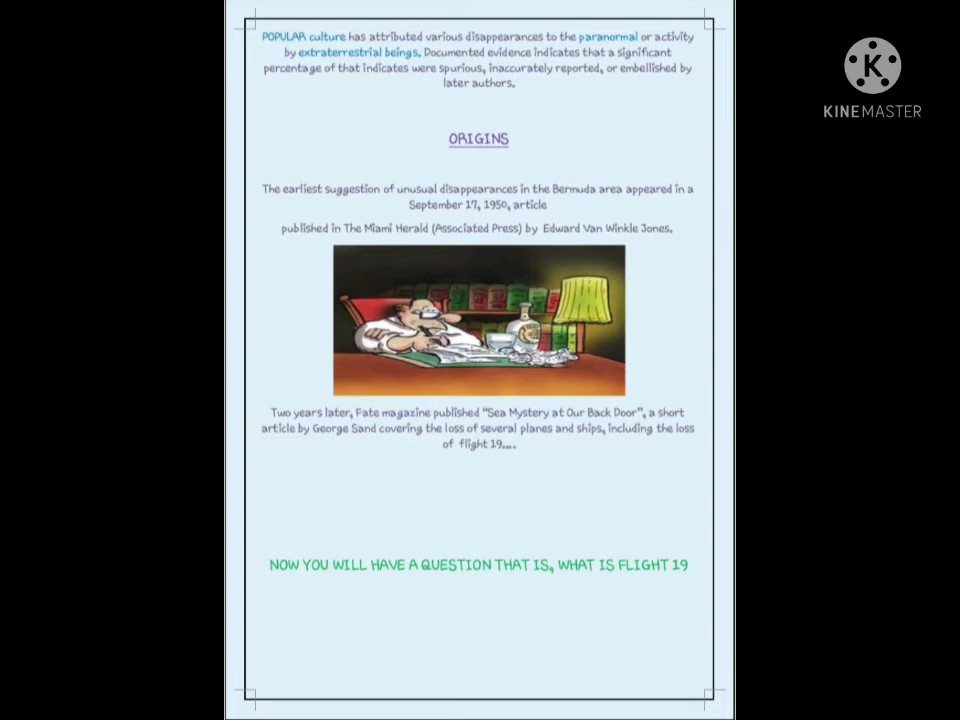 POPULAR culture has attributed various disappearances to the paranormal or activity
by extraterrestrial beings. Documented evidence indicates that a significant
percentage of that indicates were spurious, inaccurately reported, or embellished by
later authors.
ORIGINS
The earliest suggestion of unusual disappearances in the Bermuda area appeared in a
September 17, 1950, article
published in The Miami Herald (Associated Press) by Edward Van Winkle Jones.
Two years later, Fate magazine published "Sea Mystery at Our Back Door", a short
article by George Sand covering the loss of several planes and ships, including the loss
of flight 19....
NOW YOU WILL HAVE A QUESTION THAT IS, WHAT IS FLIGHT 19
K
KINEMASTER